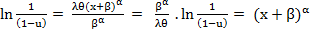 ln 1/(1−u) = λθ(x+β)^α/β^α = β^α/λθ . ln 1/(1−u) = (x + β)^α